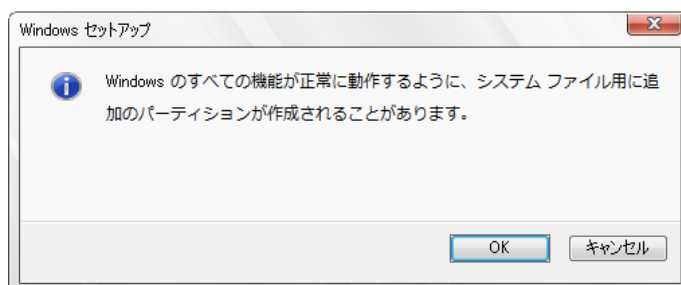 Windows セットアップ
Windows のすべての機能が正常に動作するように、システム ファイル用に追
加のパーティションが作成されることがあります。
OK
キャンセル